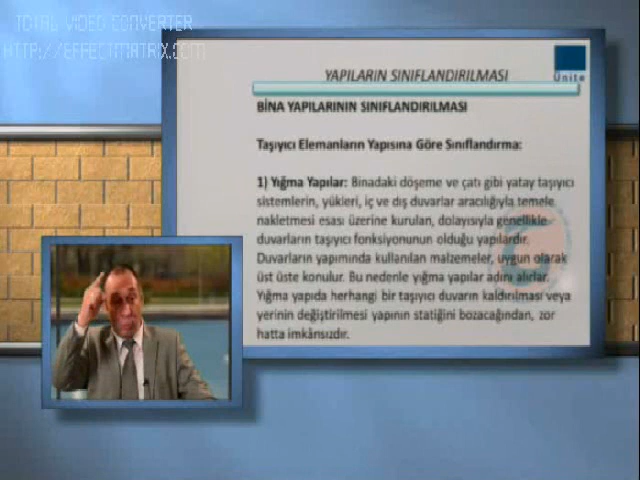 TOTAL VIDEO CONVERTER
HTTP://EFFECTMATRIX.COM
YAPILARIN SINIFLANDIRILMASI
Ünite
BİNA YAPILARININ SINIFLANDIRILMASI
Taşıyıcı Elemanların Yapısına Göre Sınıflandırma:
1) Yığma Yapılar: Binadaki döşeme ve çatı gibi yatay taşıyıcı
sistemlerin, yükleri, iç ve dış duvarlar aracılığıyla temele
nakletmesi esası üzerine kurulan, dolayısıyla genellikle
duvarların taşıyıcı fonksiyonunun olduğu yapılardır.
Duvarların yapımında kullanılan malzemeler, uygun olarak
üst üste konulur. Bu nedenle yığma yapılar adını alırlar.
Yığma yapıda herhangi bir taşıyıcı duvarın kaldırılması veya
yerinin değiştirilmesi yapının statiğini bozacağından, zor
hatta imkânsızdır.